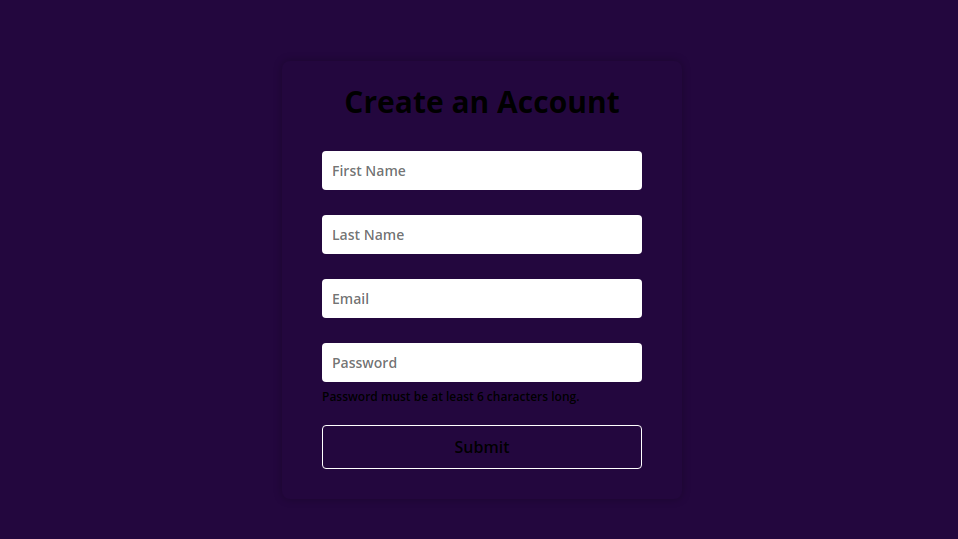 Create an Account
First Name
Last Name
Email
Password
Password must be at least 6 characters long.
Submit